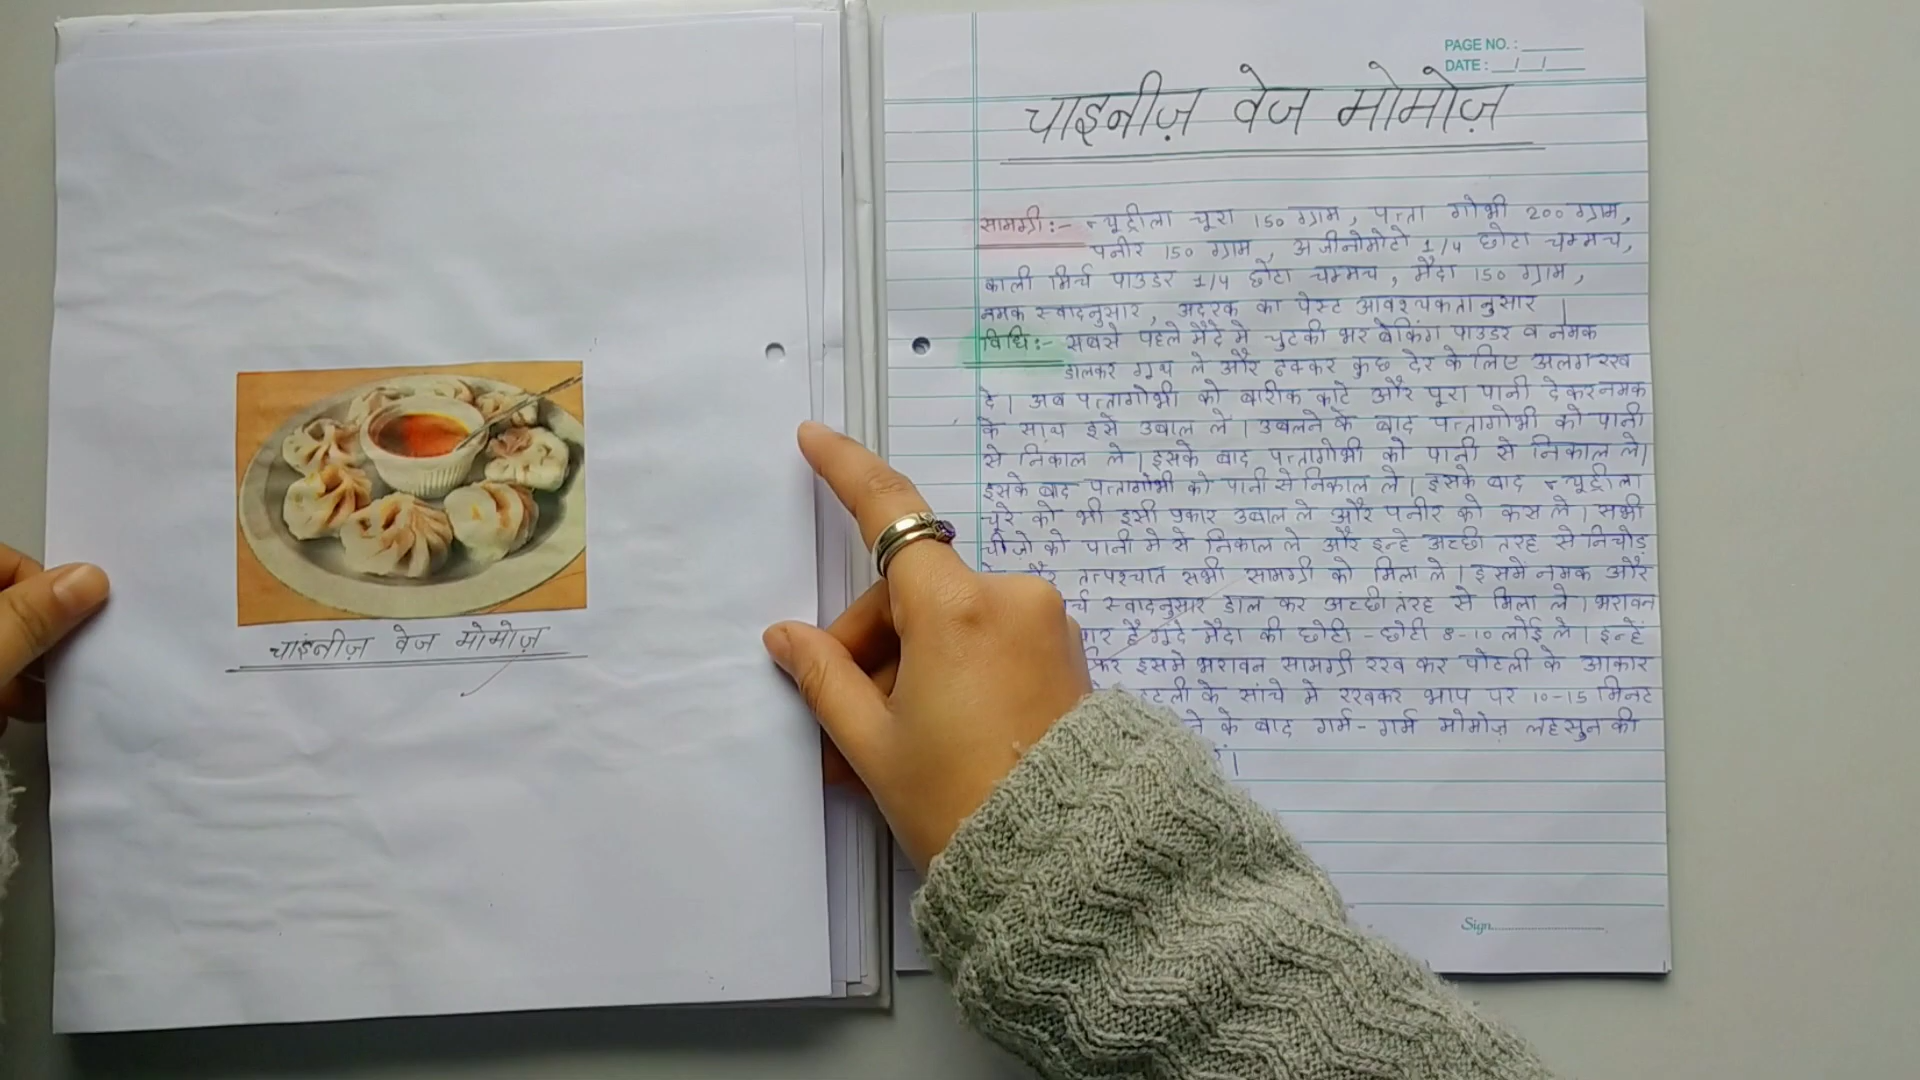 चाइनीज़ वेज मोमोज़
PAGE NO. : ______
DATE : __/__/____
चाइनीज़ वेज मोमोज़
सामग्री:- न्यूट्रीला चूरा 150 ग्राम, पत्ता गोभी 200 ग्राम,
पनीर 150 ग्राम, अजीनोमोटो 1/4 छोटा चम्मच,
काली मिर्च पाउडर 1/4 छोटा चम्मच, मैदा 150 ग्राम,
नमक स्वादनुसार, अदरक का पेस्ट आवश्यकतानुसार।
विधि:- सबसे पहले मैदे मे चुटकी भर बेकिंग पाउडर व नमक
डालकर गूथ ले और ढककर कुछ देर के लिए अलग रख
दे। अब पत्तागोभी को बारीक काटे और पूरा पानी देकर नमक
के साथ इसे उबाल ले। उबलने के बाद पत्तागोभी को पानी
से निकाल ले। इसके बाद पत्तागोभी को पानी से निकाल ले।
इसके बाद पत्तागोभी को पानी से निकाल ले। इसके बाद न्यूट्रीला
चूरे को भी इसी प्रकार उबाल ले और पनीर को कस ले। सभी
चीजो को पानी मे से निकाल ले और इन्हे अच्छी तरह से निचोड़
तत्पश्चात सभी सामग्री को मिला ले। इसमे नमक और
स्वादनुसार डाल कर अच्छी तरह से मिला ले। भरावन
है गूदे मैदा की छोटी - छोटी 8-10 लोई ले। इन्हें
इसमे भरावन सामग्री रख कर पोटली के आकार
के सांचे मे रखकर भाप पर 10-15 मिनट
के बाद गर्म - गर्म मोमोज़ लहसुन की
Sign..............................